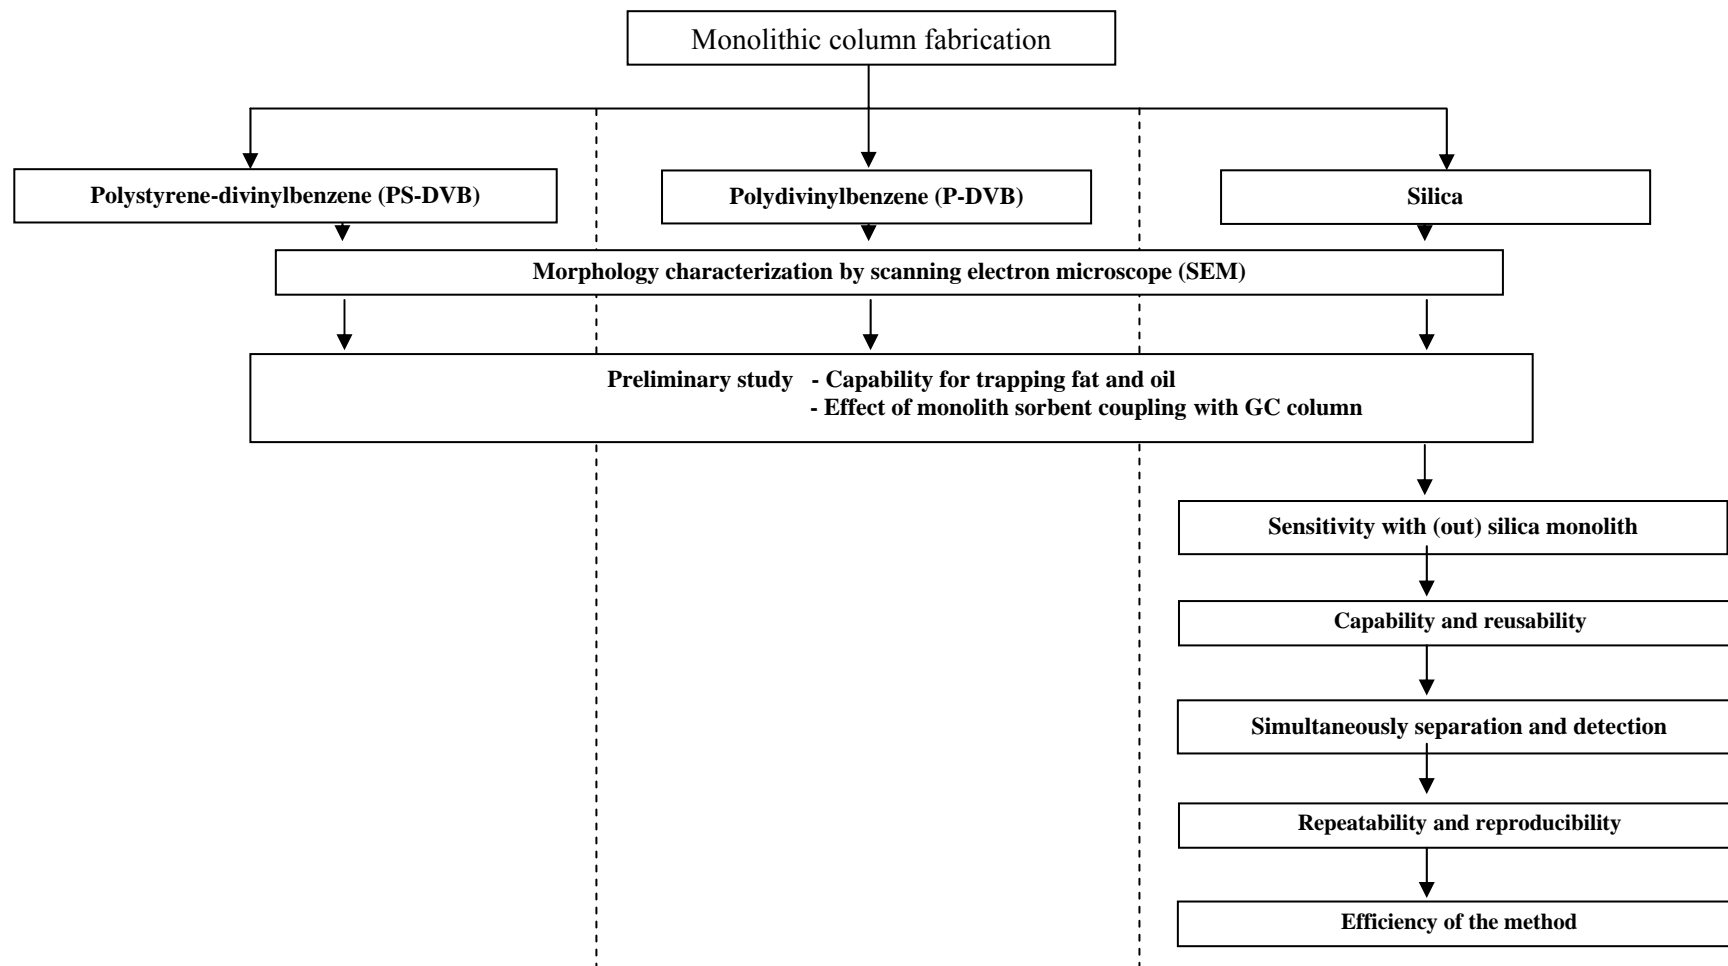 Monolithic column fabrication
Polystyrene-divinylbenzene (PS-DVB)
Polydivinylbenzene (P-DVB)
Silica
Morphology characterization by scanning electron microscope (SEM)
Preliminary study - Capability for trapping fat and oil
- Effect of monolith sorbent coupling with GC column
Sensitivity with (out) silica monolith
Capability and reusability
Simultaneously separation and detection
Repeatability and reproducibility
Efficiency of the method